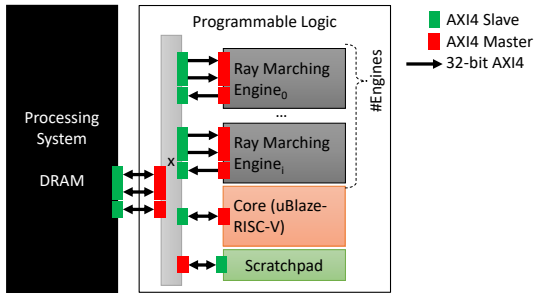 Programmable Logic
AXI4 Slave
AXI4 Master
32-bit AXI4
Processing
System
DRAM
x
Ray Marching
Engine0
...
Ray Marching
Enginei
#Engines
Core (uBlaze-
RISC-V)
Scratchpad